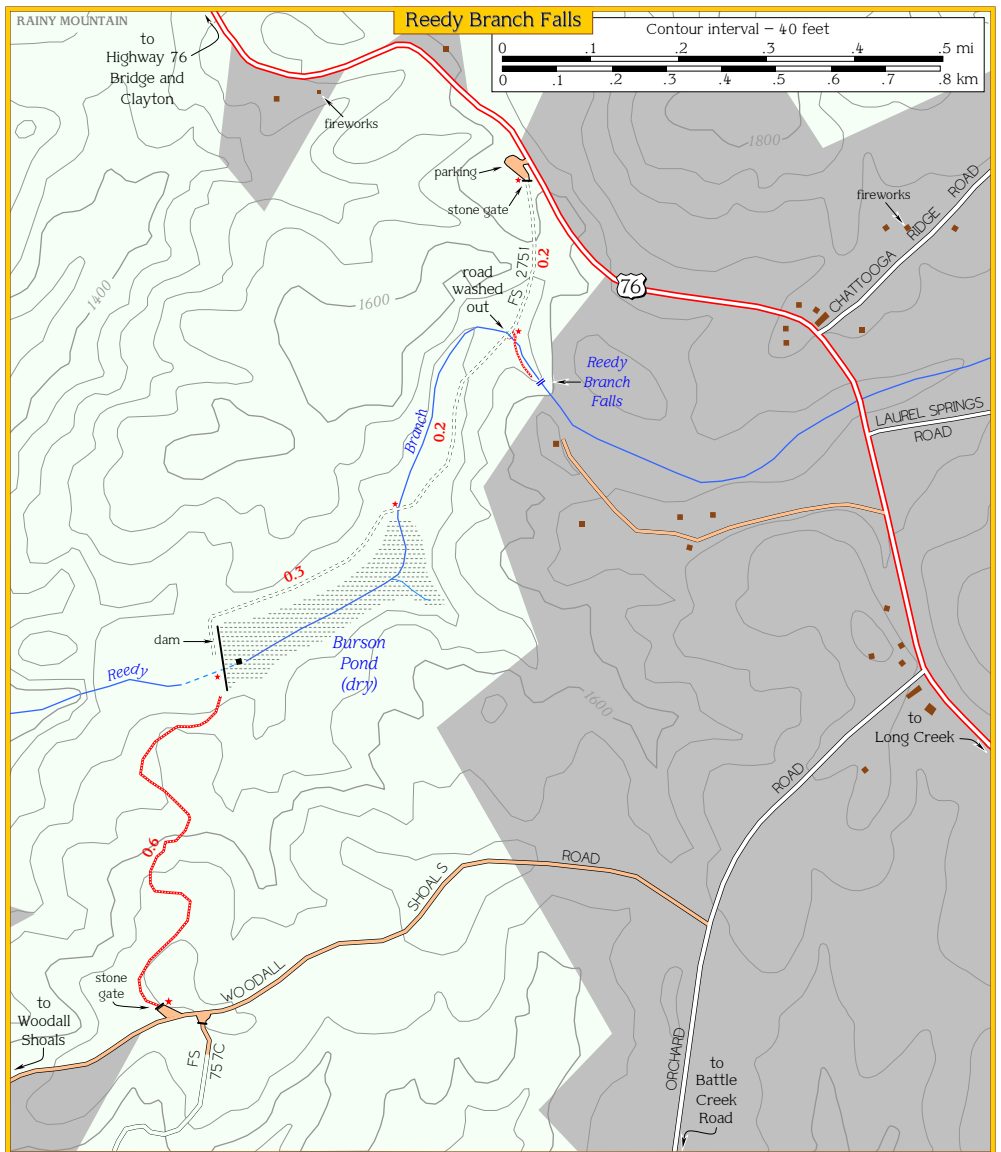 RAINY MOUNTAIN
Reedy Branch Falls
Contour interval – 40 feet
0 .1 .2 .3 .4 .5 mi
0 .1 .2 .3 .4 .5 .6 .7 .8 km
to
Highway 76
Bridge and
Clayton
fireworks
1800
parking
stone gate
fireworks
CHATTOOGA RIDGE ROAD
FS 2751
0.2
road
washed
out
76
1400
1600
Reedy
Branch
Falls
Branch
0.2
LAUREL SPRINGS
ROAD
0.3
dam
Burson
Pond
(dry)
Reedy
1600
to
Long Creek
ROAD
0.6
ROAD
SHOALS
WOODALL
stone
gate
to
Woodall
Shoals
FS
757C
ORCHARD
to
Battle
Creek
Road